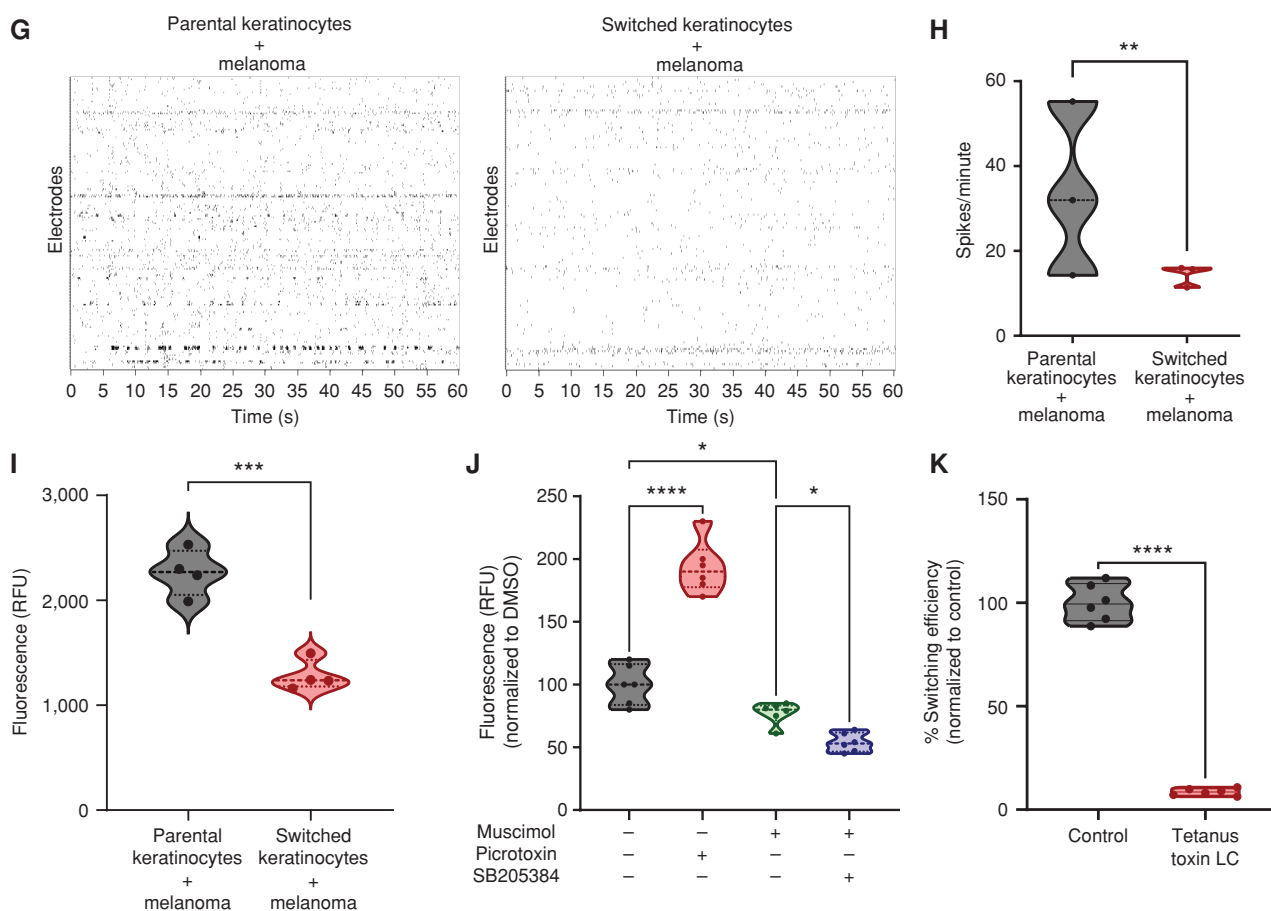 G
Parental keratinocytes
+
melanoma
Electrodes
0 5 10 15 20 25 30 35 40 45 50 55 60
Time (s)
Switched keratinocytes
+
melanoma
Electrodes
0 5 10 15 20 25 30 35 40 45 50 55 60
Time (s)
H
**
Spikes/minute
60
40
20
0
Parental
keratinocytes
+
melanoma
Switched
keratinocytes
+
melanoma
I
***
Fluorescence (RFU)
3,000
2,000
1,000
0
Parental
keratinocytes
+
melanoma
Switched
keratinocytes
+
melanoma
J
*
****
*
Fluorescence (RFU)
(normalized to DMSO)
250
200
150
100
50
0
Muscimol – – + +
Picrotoxin – + – –
SB205384 – – – +
K
****
% Switching efficiency
(normalized to control)
150
100
50
0
Control
Tetanus
toxin LC